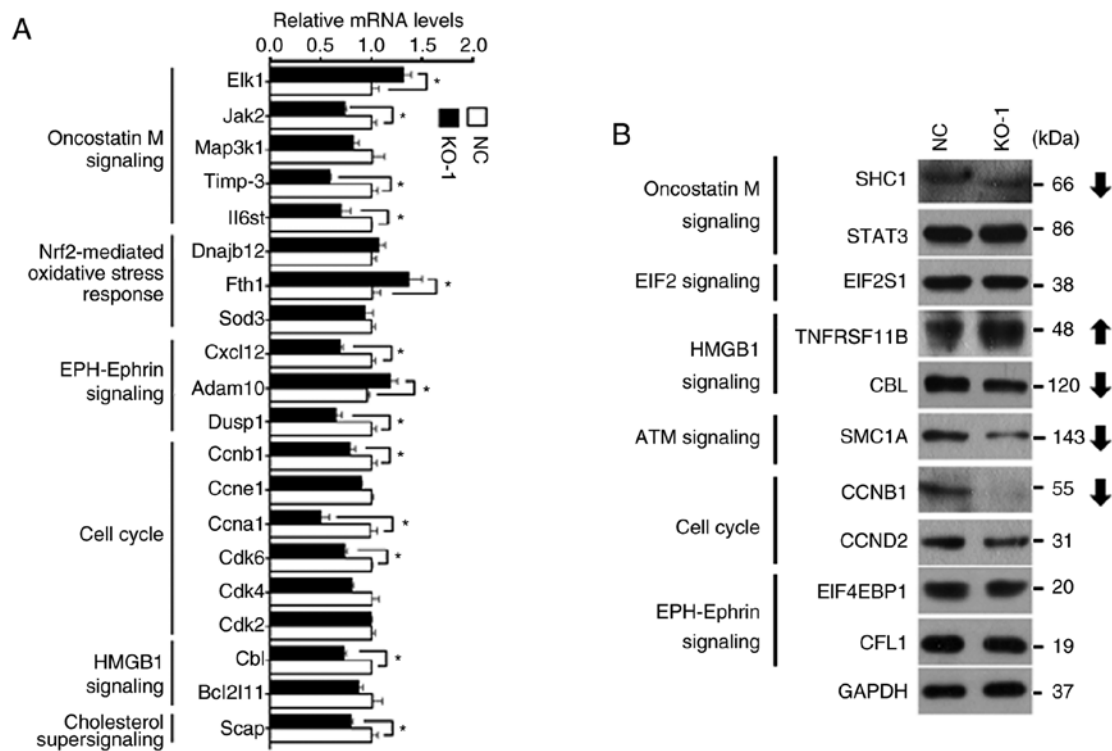 A
Relative mRNA levels
0.0 0.5 1.0 1.5 2.0
KO-1
NC
Oncostatin M
signaling
Elk1 *
Jak2 *
Map3k1
Timp-3 *
Il6st *
Nrf2-mediated
oxidative stress
response
Dnajb12
Fth1 *
Sod3
EPH-Ephrin
signaling
Cxcl12 *
Adam10 *
Dusp1 *
Cell cycle
Ccnb1 *
Ccne1
Ccna1 *
Cdk6 *
Cdk4
Cdk2
HMGB1
signaling
Cbl *
Bcl2l11
Cholesterol
supersignaling
Scap *
B
NC KO-1 (kDa)
Oncostatin M
signaling
SHC1 66
STAT3 86
EIF2 signaling
EIF2S1 38
HMGB1
signaling
TNFRSF11B 48
CBL 120
ATM signaling
SMC1A 143
Cell cycle
CCNB1 55
CCND2 31
EPH-Ephrin
signaling
EIF4EBP1 20
CFL1 19
GAPDH 37